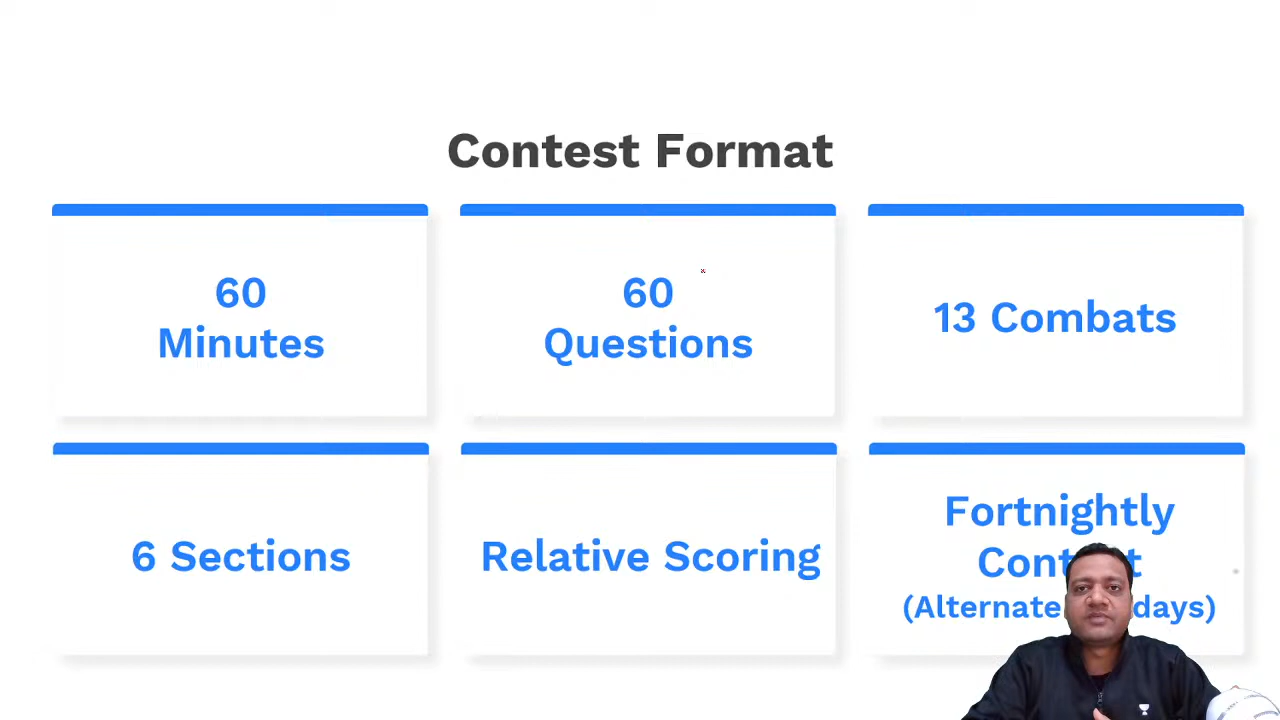 Contest Format
60
Minutes
60
Questions
13 Combats
6 Sections
Relative Scoring
Fortnightly
(Alternate